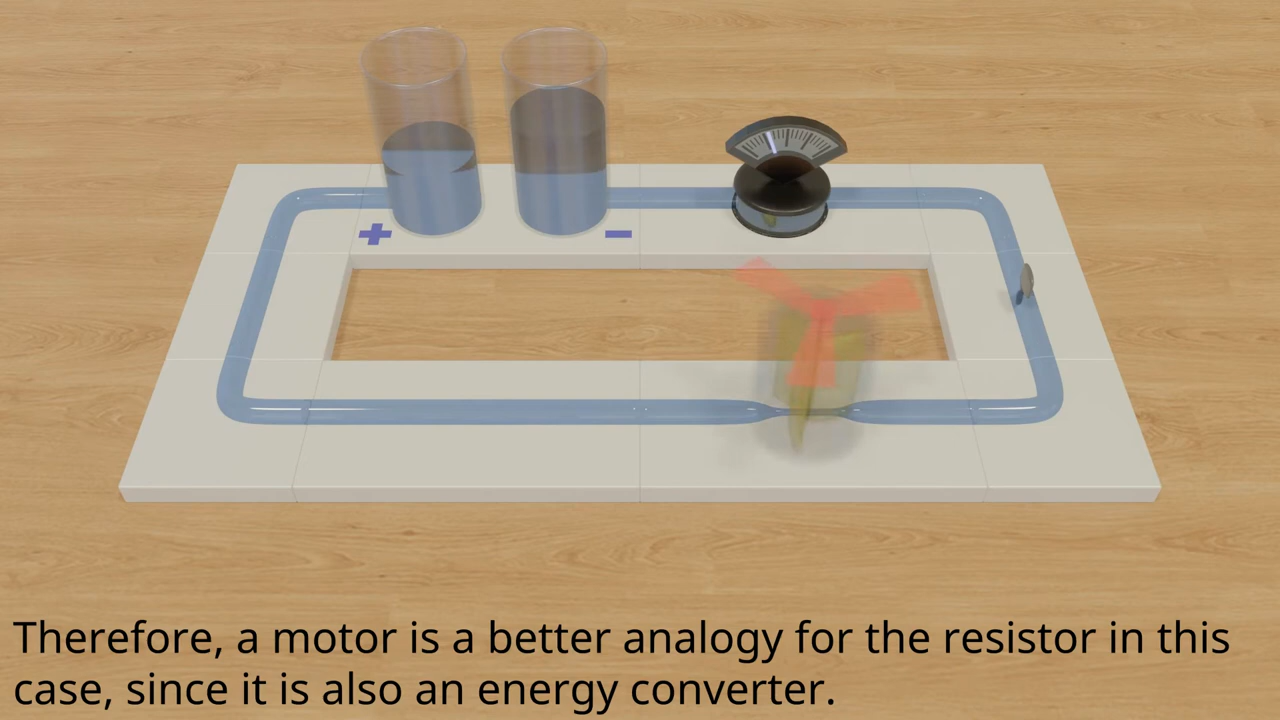 + −
Therefore, a motor is a better analogy for the resistor in this
case, since it is also an energy converter.